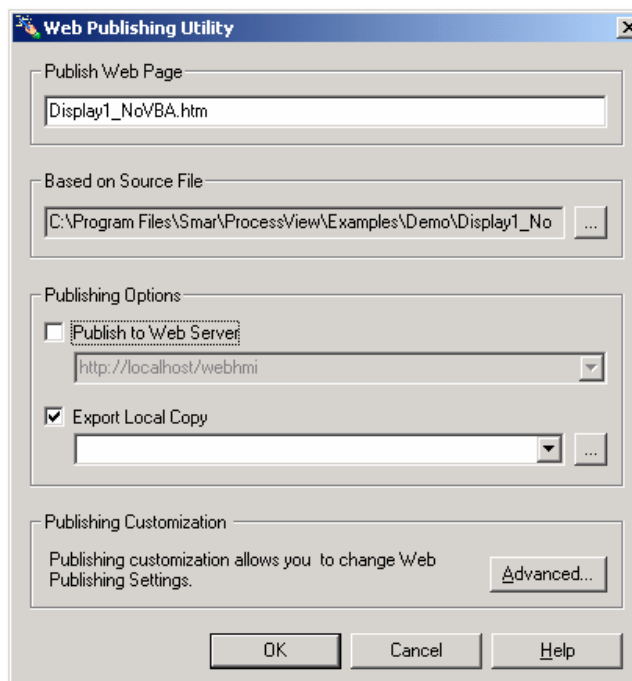 Web Publishing Utility
Publish Web Page
Display1_NoVBA.htm
Based on Source File
C:\Program Files\Smar\ProcessView\Examples\Demo\Display1_No
...
Publishing Options
Publish to Web Server
http://localhost/webhmi
Export Local Copy
...
Publishing Customization
Publishing customization allows you to change Web
Publishing Settings.
Advanced...
OK Cancel Help